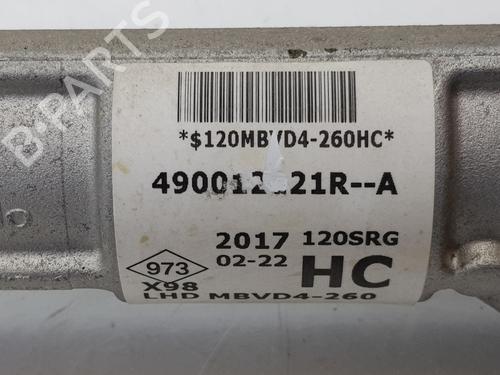 B-PARTS
*$120MBVD4-260HC*
2017 120SRG
02-22 HC
973
X98
LHD MBVD4-260